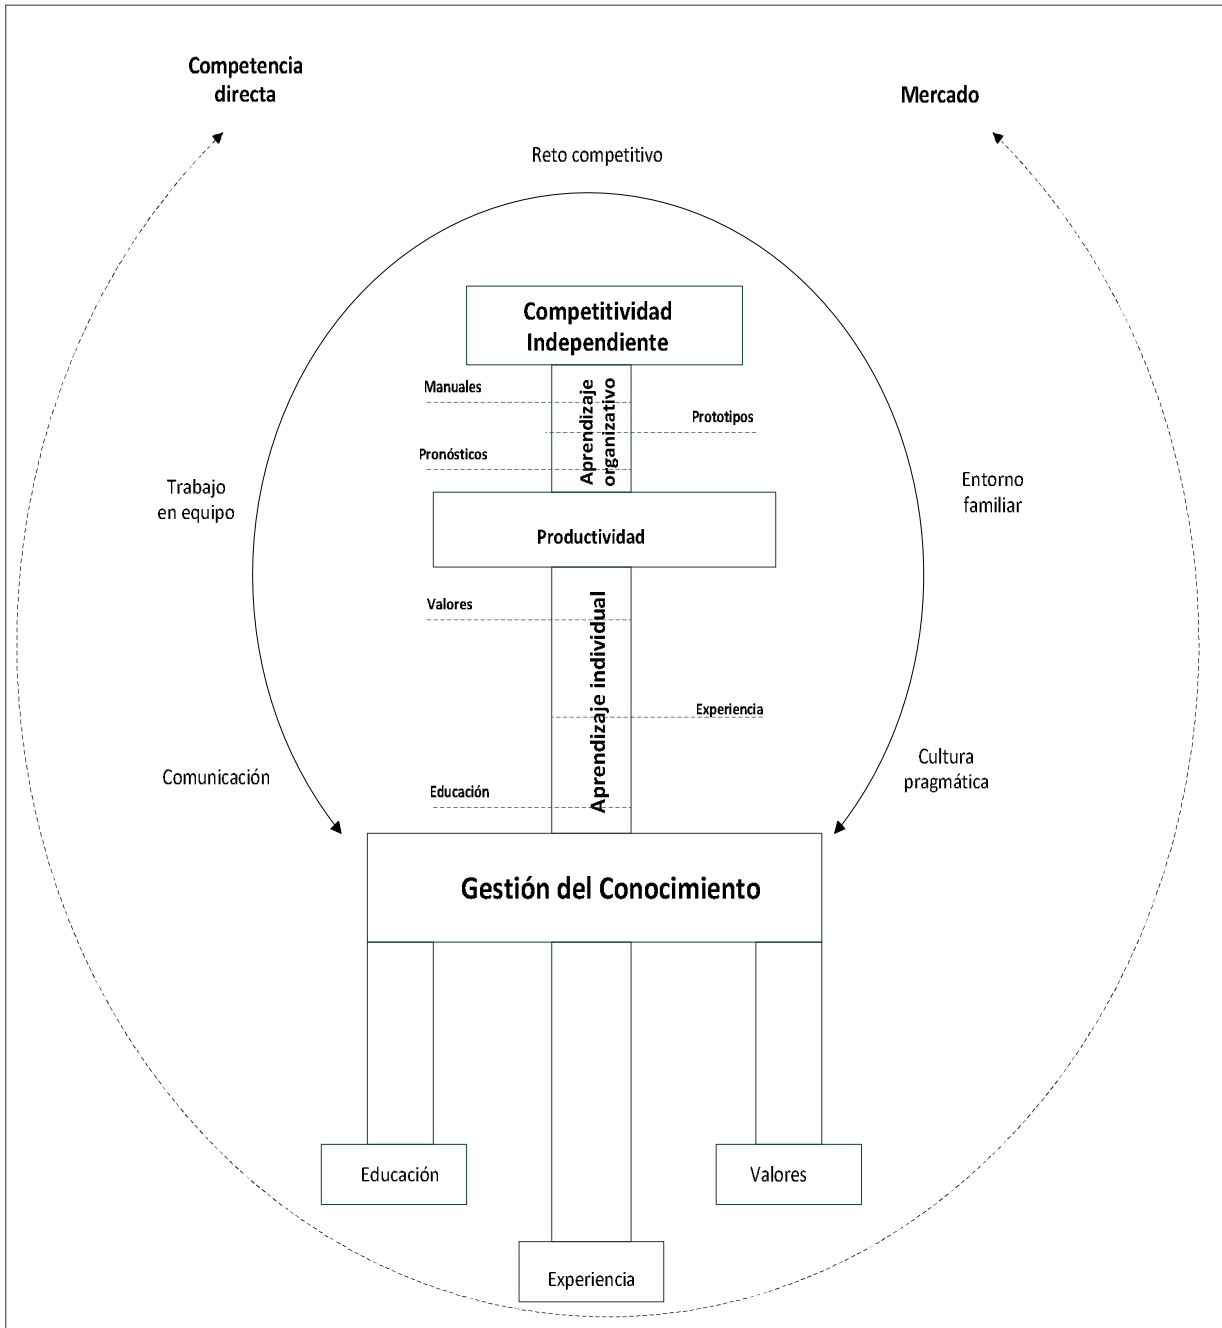 Competencia
directa
Mercado
Reto competitivo
Competitividad
Independiente
Manuales
Aprendizaje
organizativo
Prototipos
Pronósticos
Trabajo
en equipo
Entorno
familiar
Productividad
Valores
Aprendizaje individual
Experiencia
Comunicación
Cultura
pragmática
Educación
Gestión del Conocimiento
Educación
Valores
Experiencia